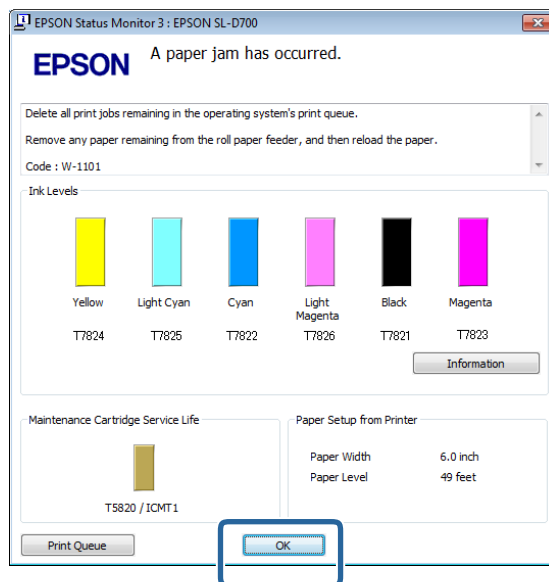 EPSON Status Monitor 3 : EPSON SL-D700
EPSON
A paper jam has occurred.
Delete all print jobs remaining in the operating system's print queue.
Remove any paper remaining from the roll paper feeder, and then reload the paper.
Code : W-1101
Ink Levels
Yellow
Light Cyan
Cyan
Light
Magenta
Black
Magenta
T7824
T7825
T7822
T7826
T7821
T7823
Information
Maintenance Cartridge Service Life
T5820 / ICMT1
Paper Setup from Printer
Paper Width 6.0 inch
Paper Level 49 feet
Print Queue
OK